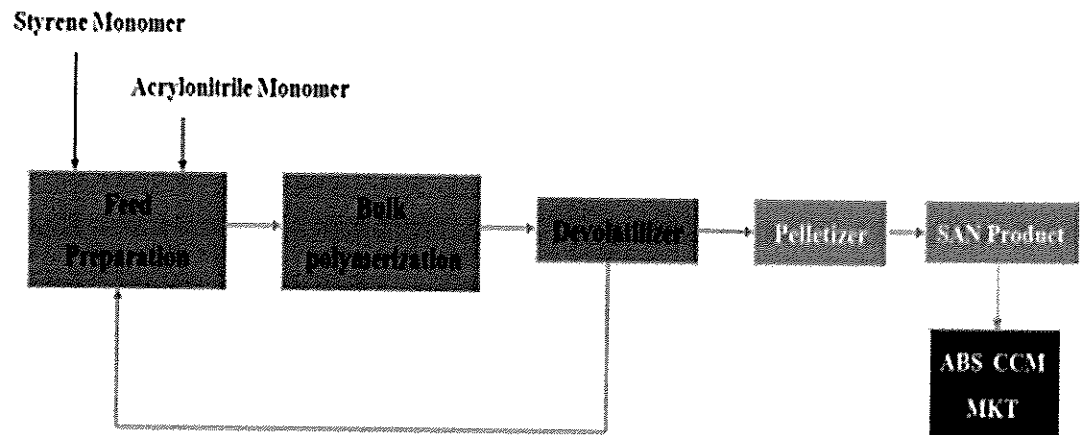 Styrene Monomer
Acrylonitrile Monomer
Feed
Preparation
Bulk
polymerization
Devolatilizer
Pelletizer
SAN Product
ABS CCM
MKT